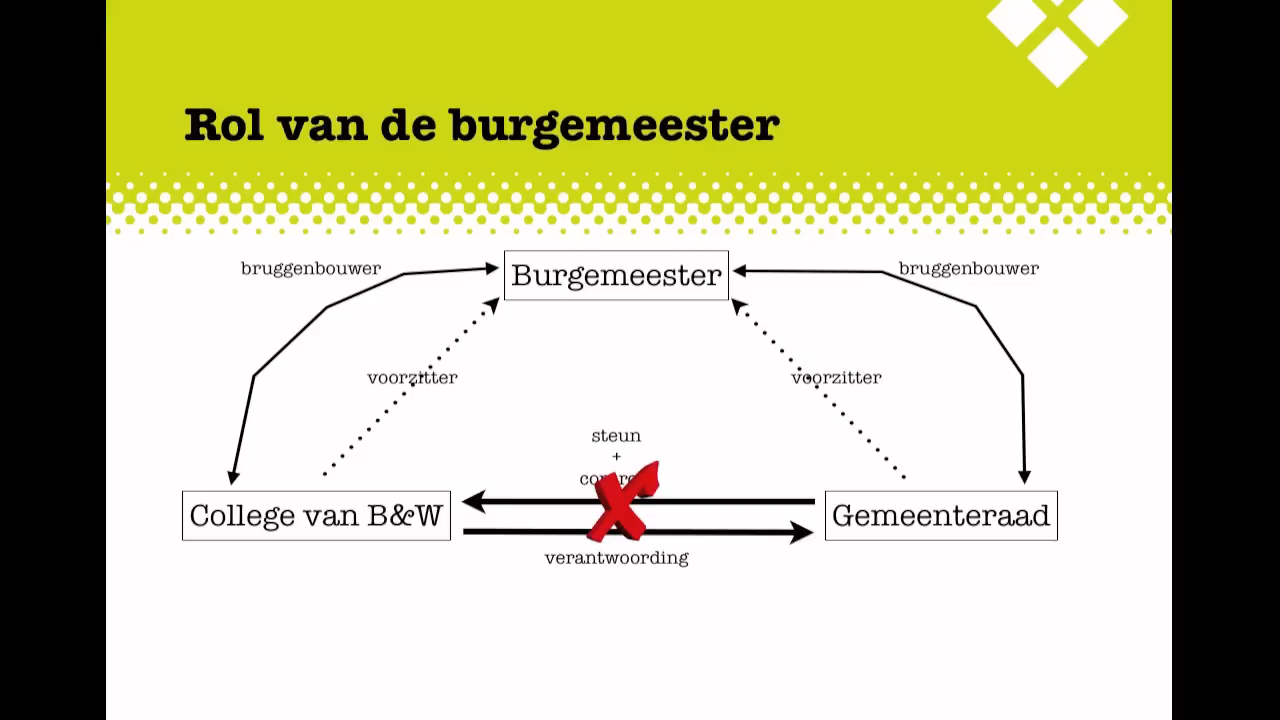 Rol van de burgemeester
bruggenbouwer
Burgemeester
bruggenbouwer
voorzitter
voorzitter
steun
+
College van B&W
Gemeenteraad
verantwoording